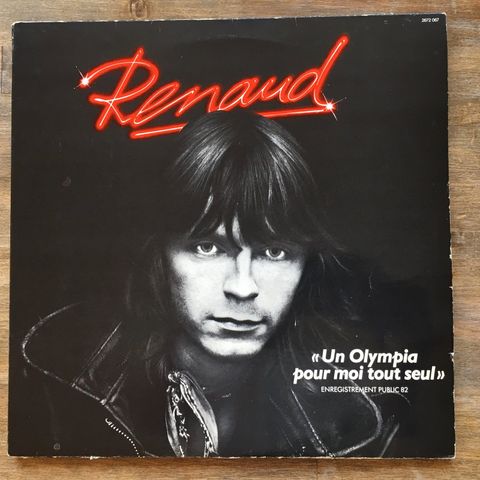 2672 067
Renaud
« Un Olympia
pour moi tout seul »
ENREGISTREMENT PUBLIC 82